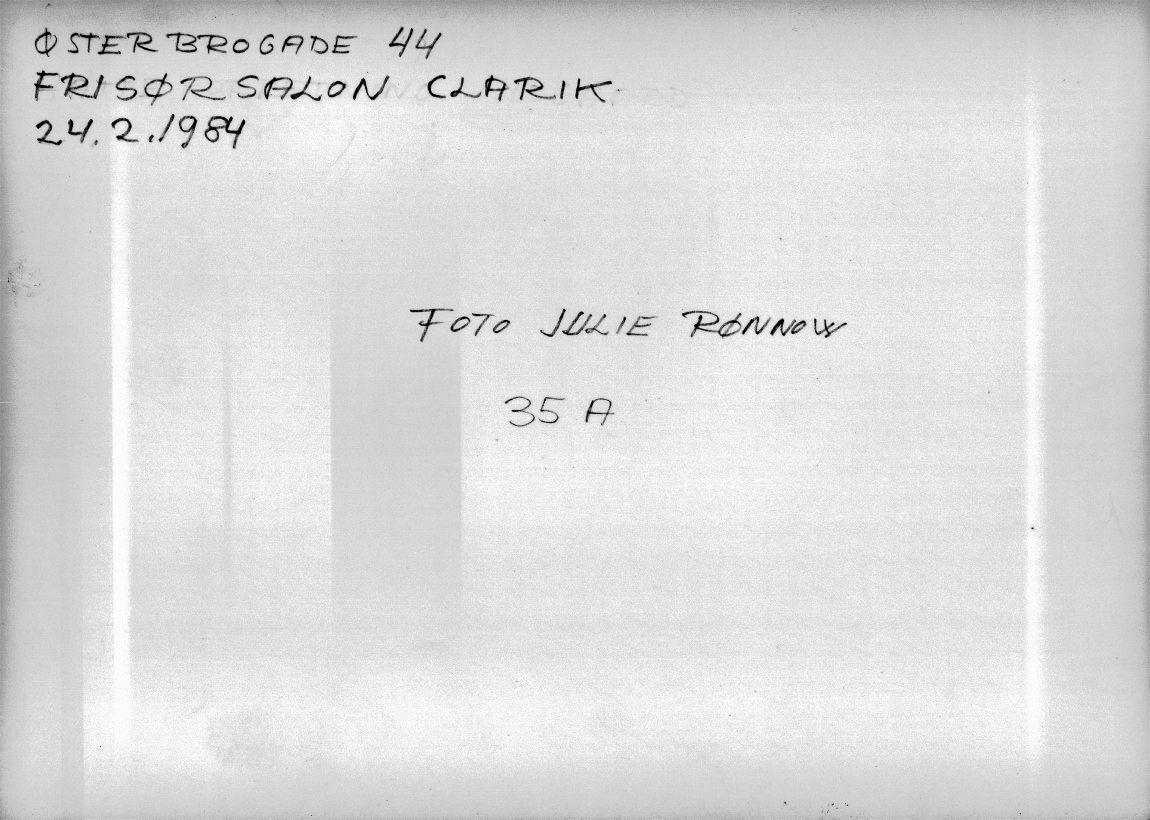 ØSTERBROGADE 44
FRISØRSALON CLARIK.
24.2.1984
FOTO JULIE RØNNOW
35 A